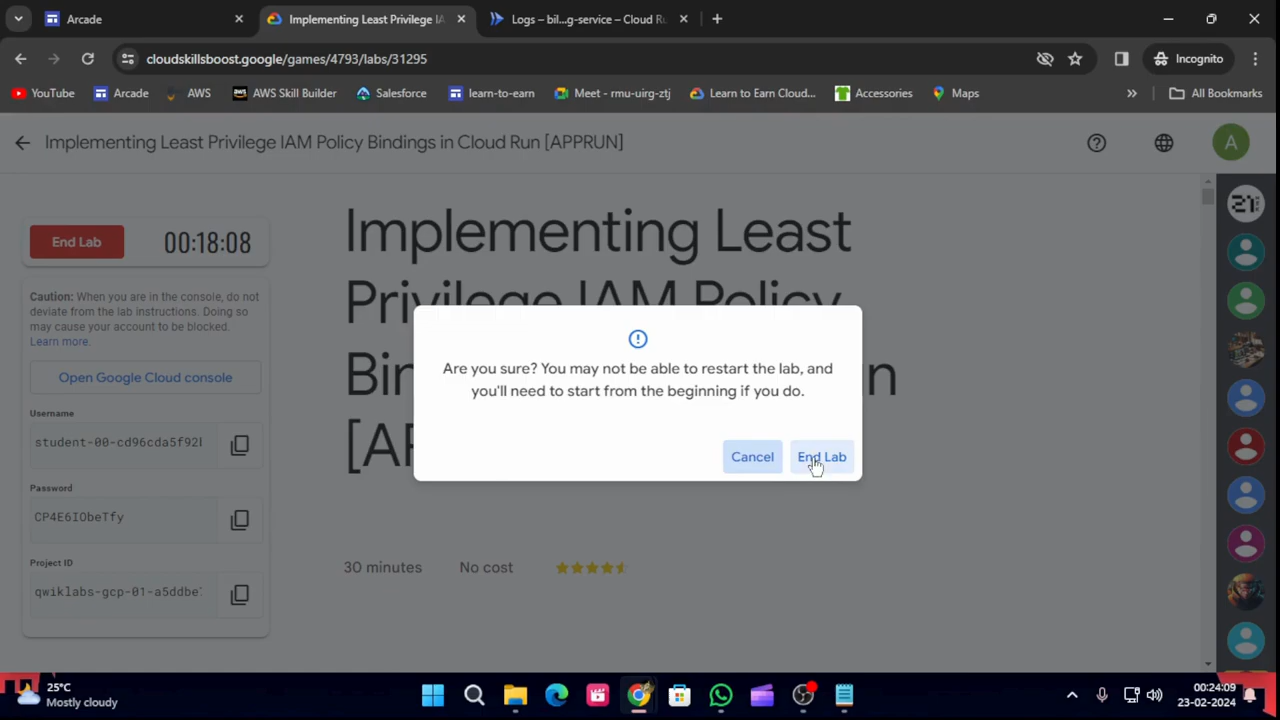 Arcade
Implementing Least Privilege IA
Logs – bil...g-service – Cloud Ru
cloudskillsboost.google/games/4793/labs/31295
Incognito
YouTube
Arcade
AWS
AWS Skill Builder
Salesforce
learn-to-earn
Meet - rmu-uirg-ztj
Learn to Earn Cloud...
Accessories
Maps
All Bookmarks
Implementing Least Privilege IAM Policy Bindings in Cloud Run [APPRUN]
A
End Lab
00:18:08
Caution: When you are in the console, do not
deviate from the lab instructions. Doing so
may cause your account to be blocked.
Learn more.
Open Google Cloud console
Username
student-00-cd96cda5f92
Password
CP4E6IObeTfy
Project ID
qwiklabs-gcp-01-a5ddbe
Implementing Least
Privilege IAM Policy
Bin
n
[AP
30 minutes
No cost
Are you sure? You may not be able to restart the lab, and
you'll need to start from the beginning if you do.
Cancel
End Lab
25°C
Mostly cloudy
00:24:09
23-02-2024